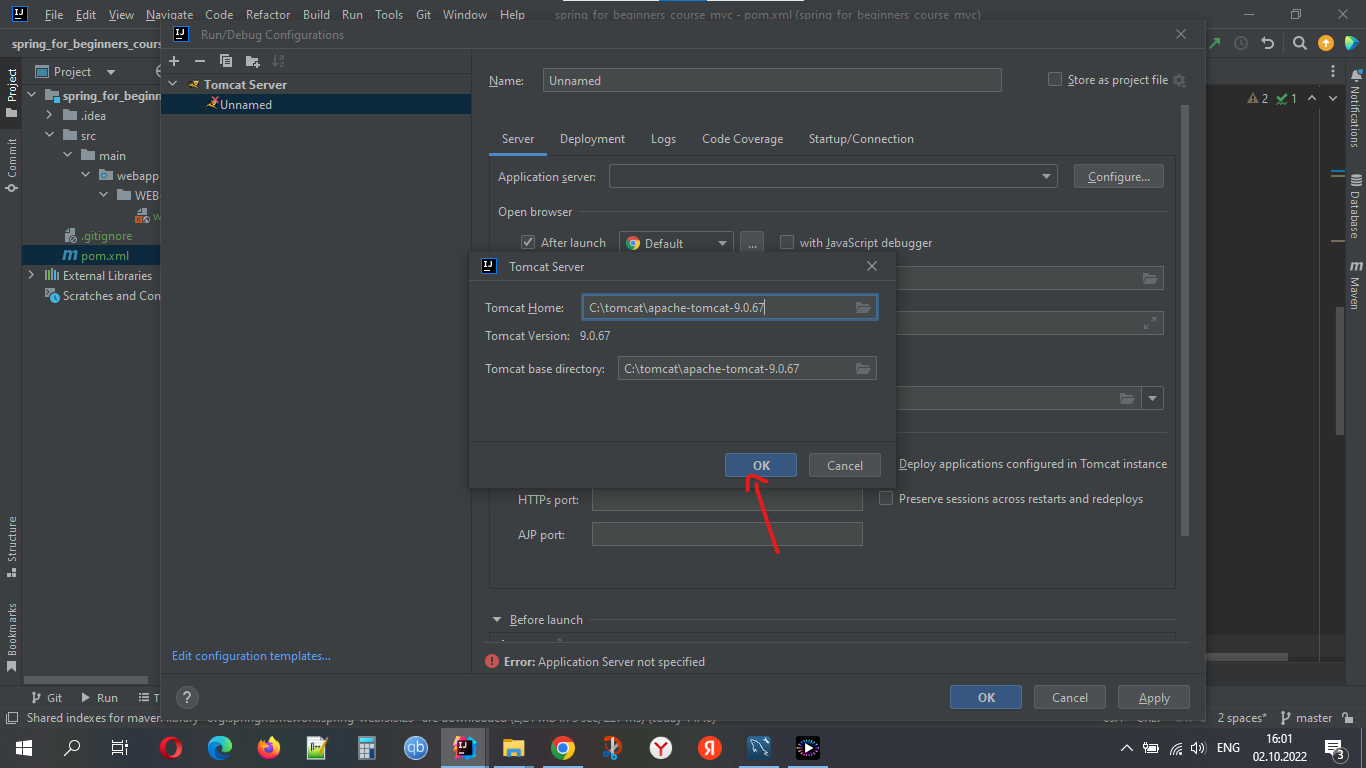 File Edit View Navigate Code Refactor Build Run Tools Git Window Help spring_for_beginners_course_mvc - pom.xml (spring_for_beginners_course_mvc)
spring_for_beginners_cours
Run/Debug Configurations
Project
Tomcat Server
Unnamed
Name: Unnamed
Store as project file
2 1
spring_for_beginn
.idea
src
main
webapp
WEB-
w
.gitignore
pom.xml
External Libraries
Scratches and Con
Project
Commit
Structure
Bookmarks
Notifications
Database
Maven
Server Deployment Logs Code Coverage Startup/Connection
Application server: Configure...
Open browser
After launch Default ... with JavaScript debugger
Tomcat Server
Tomcat Home: C:\tomcat\apache-tomcat-9.0.67
Tomcat Version: 9.0.67
Tomcat base directory: C:\tomcat\apache-tomcat-9.0.67
OK Cancel
Deploy applications configured in Tomcat instance
HTTPs port: Preserve sessions across restarts and redeploys
AJP port:
Before launch
Edit configuration templates...
Error: Application Server not specified
? OK Cancel Apply
Git Run T
Shared indexes for maven
2 spaces* master
ENG 16:01
02.10.2022
3